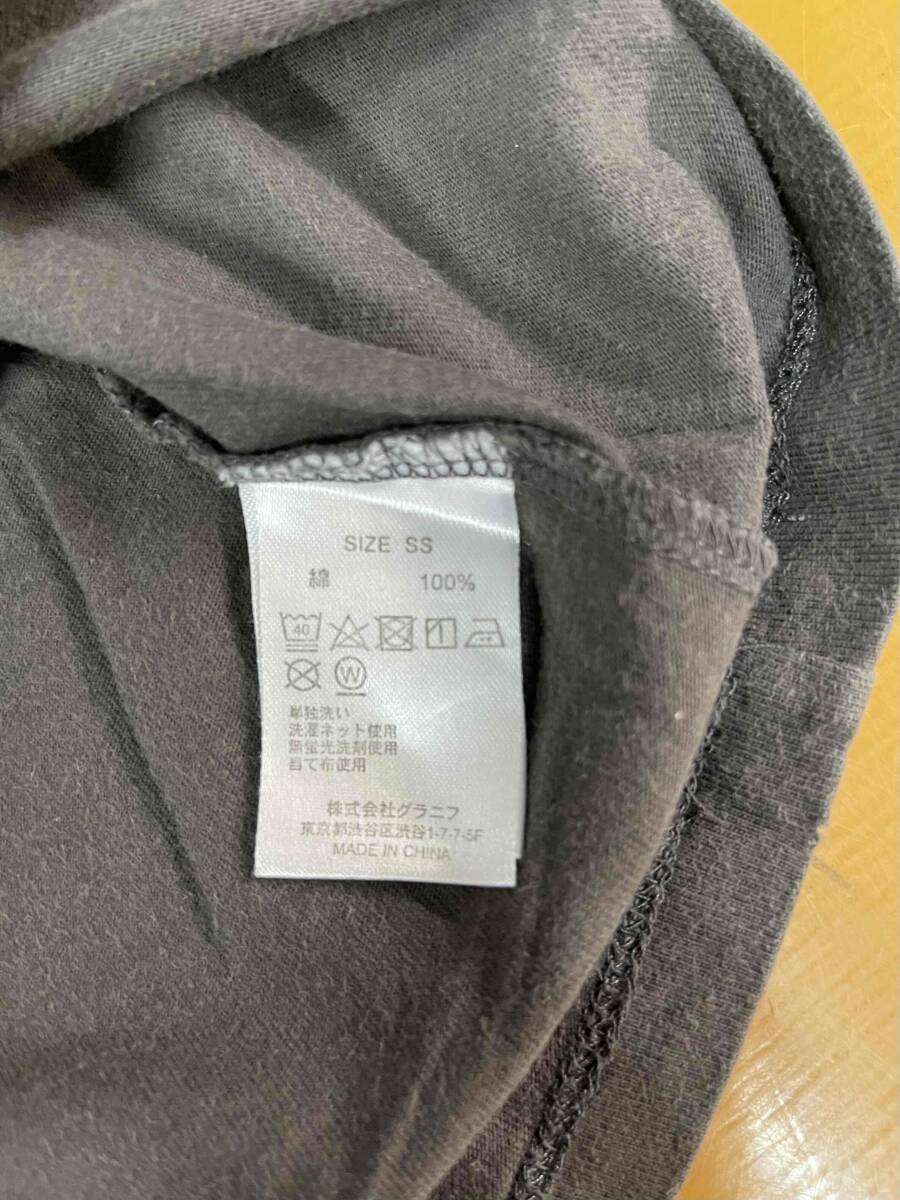 SIZE SS
綿 100%
40
W
単独洗い
洗濯ネット使用
無蛍光洗剤使用
当て布使用
株式会社グラニフ
東京都渋谷区渋谷1-7-7-5F
MADE IN CHINA